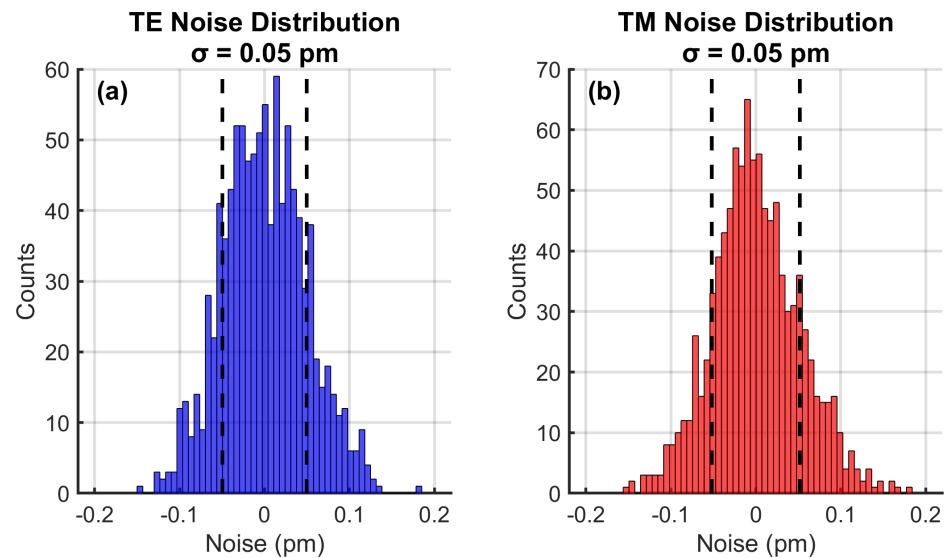 TE Noise Distribution
σ = 0.05 pm
(a)
Counts
60
50
40
30
20
10
0
-0.2 -0.1 0 0.1 0.2
Noise (pm)
TM Noise Distribution
σ = 0.05 pm
(b)
Counts
70
60
50
40
30
20
10
0
-0.2 -0.1 0 0.1 0.2
Noise (pm)